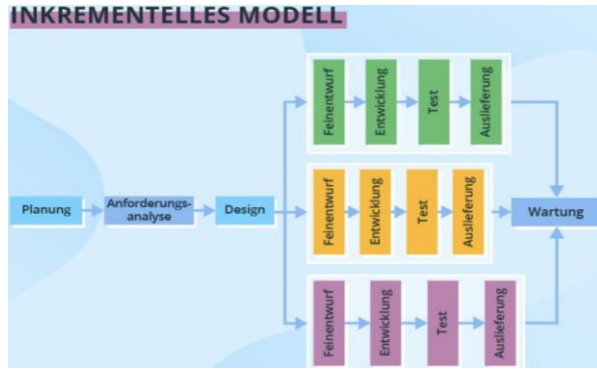 INKREMENTELLES MODELL
Feinentwurf
Entwicklung
Test
Auslieferung
Planung
Anforderungs-
analyse
Design
Feinentwurf
Entwicklung
Test
Auslieferung
Wartung
Feinentwurf
Entwicklung
Test
Auslieferung